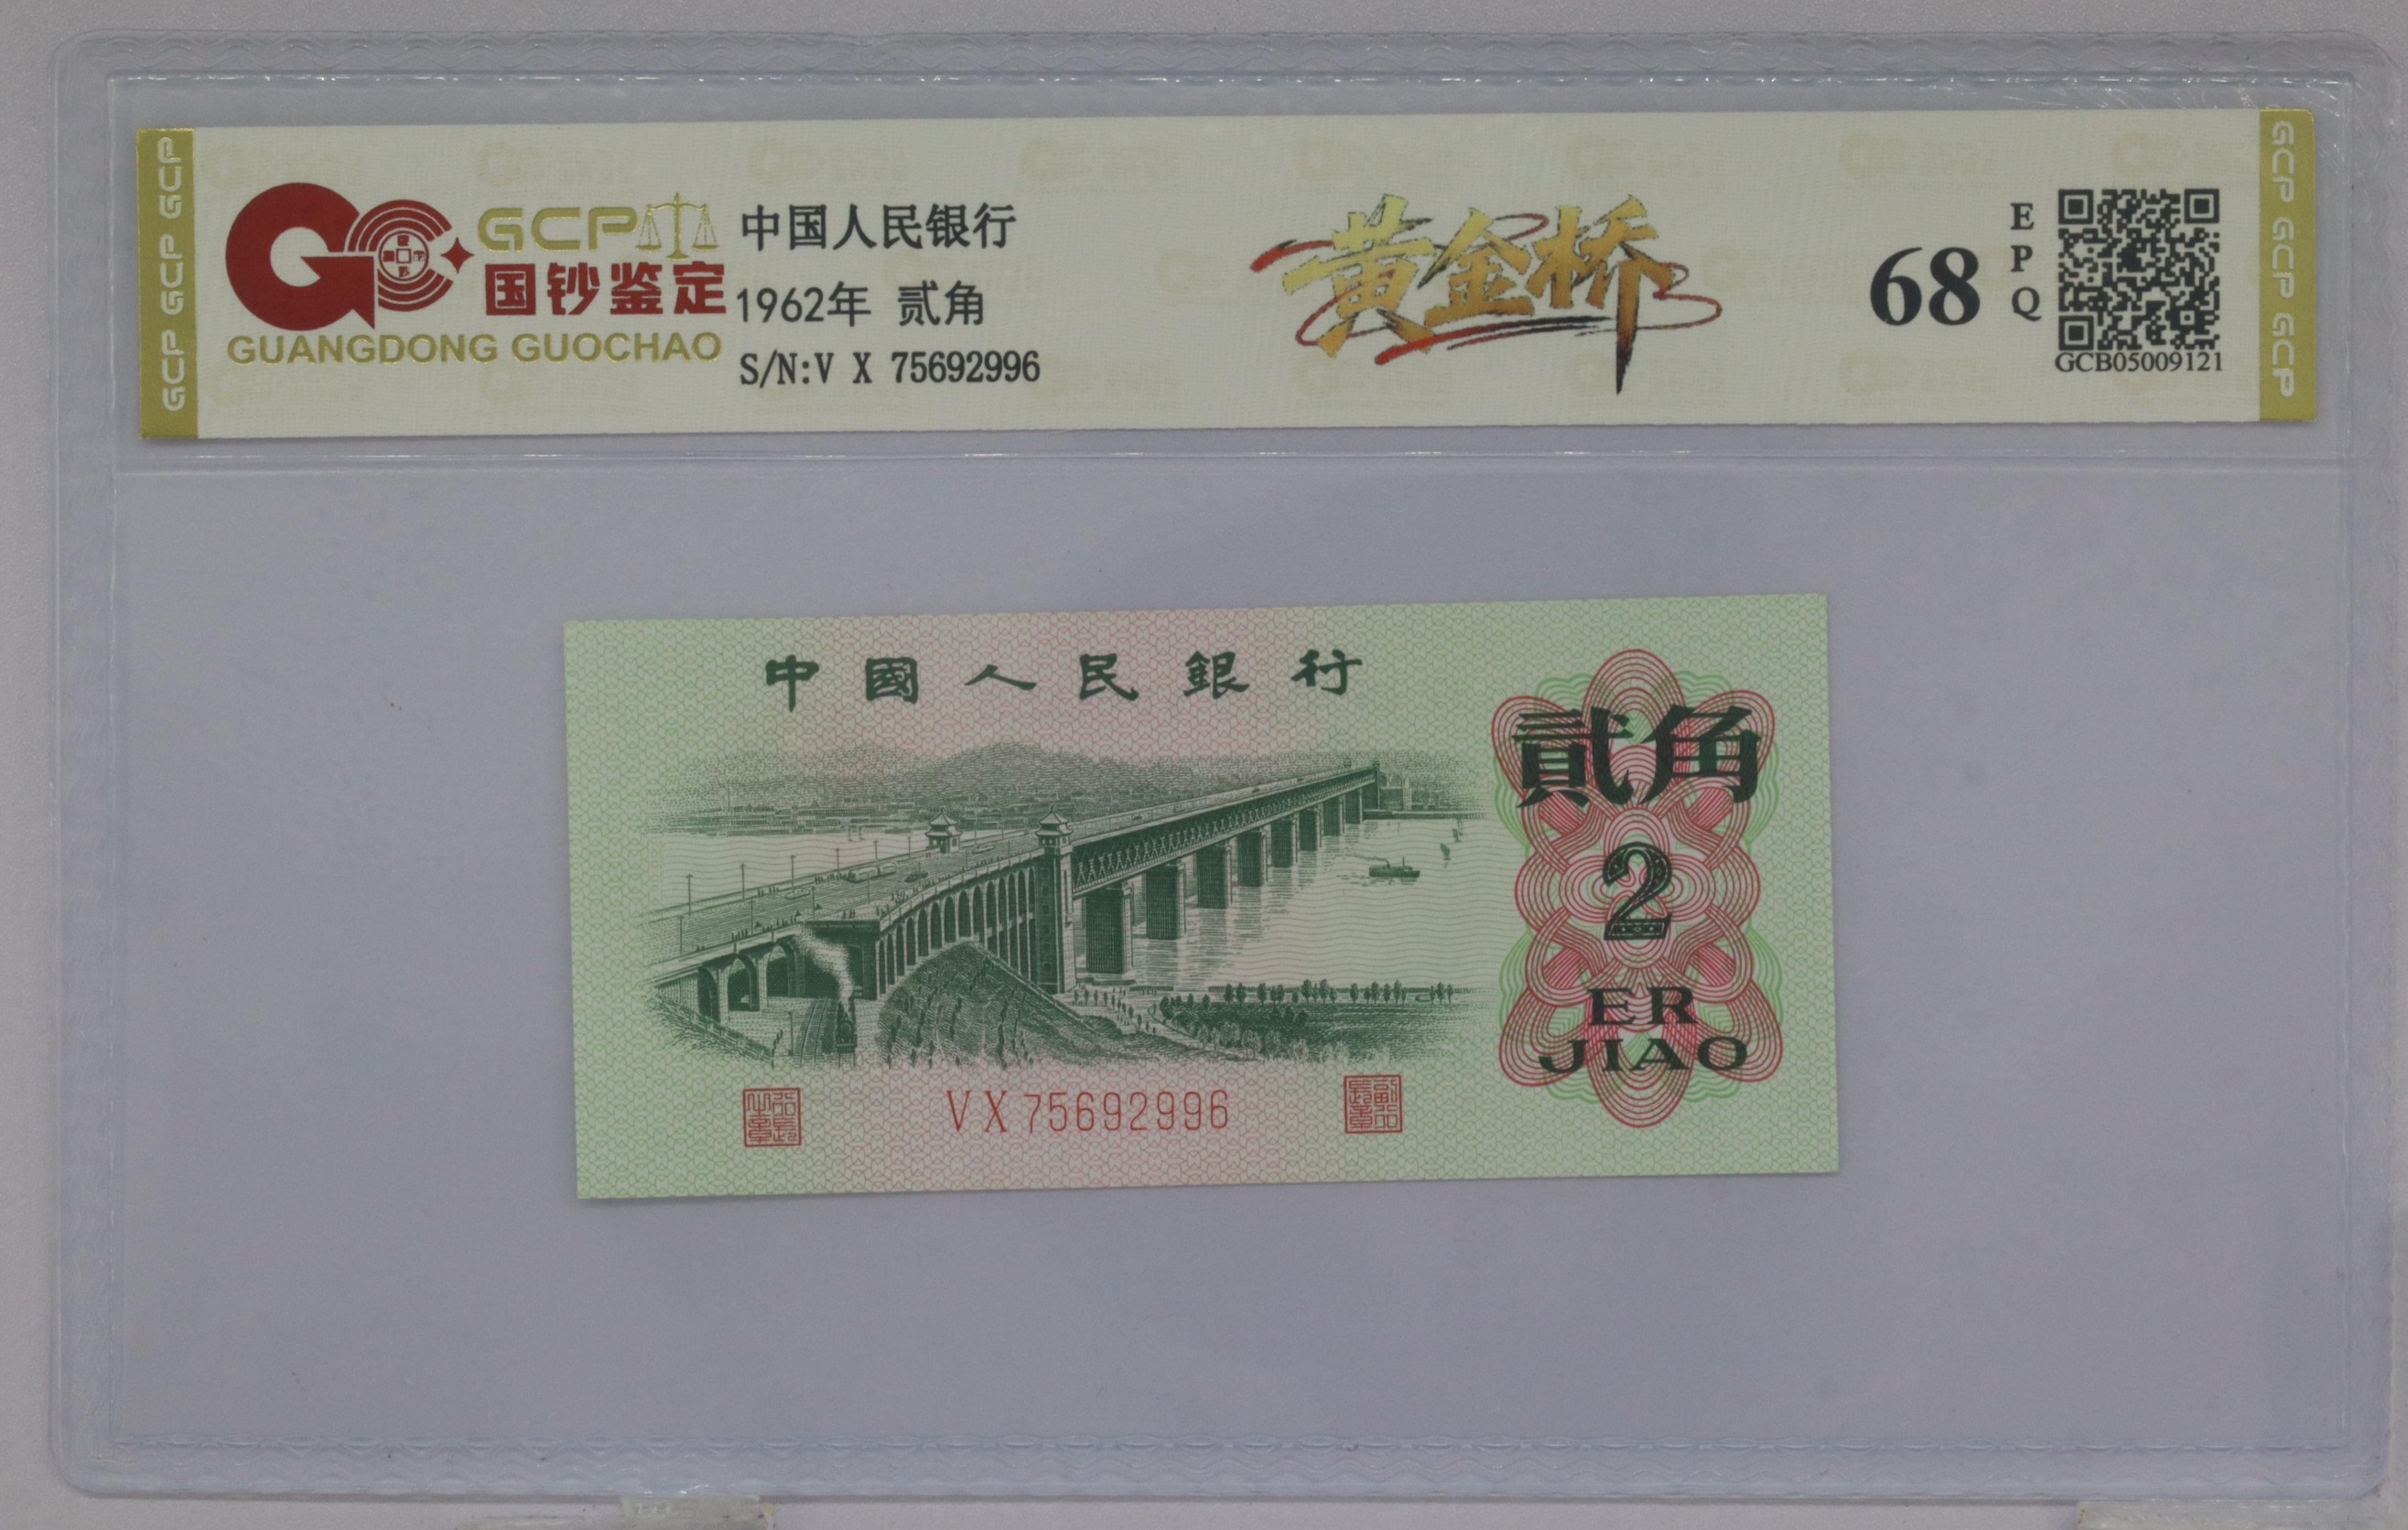 GCP GCP GCP
GCP
国钞鉴定
GUANGDONG GUOCHAO
中国人民银行
1962年 贰角
S/N:V X 75692996
黄金桥
68
EPQ
GCB05009121
GCP GCP GCP
中國人民銀行
貳角
2
ER
JIAO
VX75692996